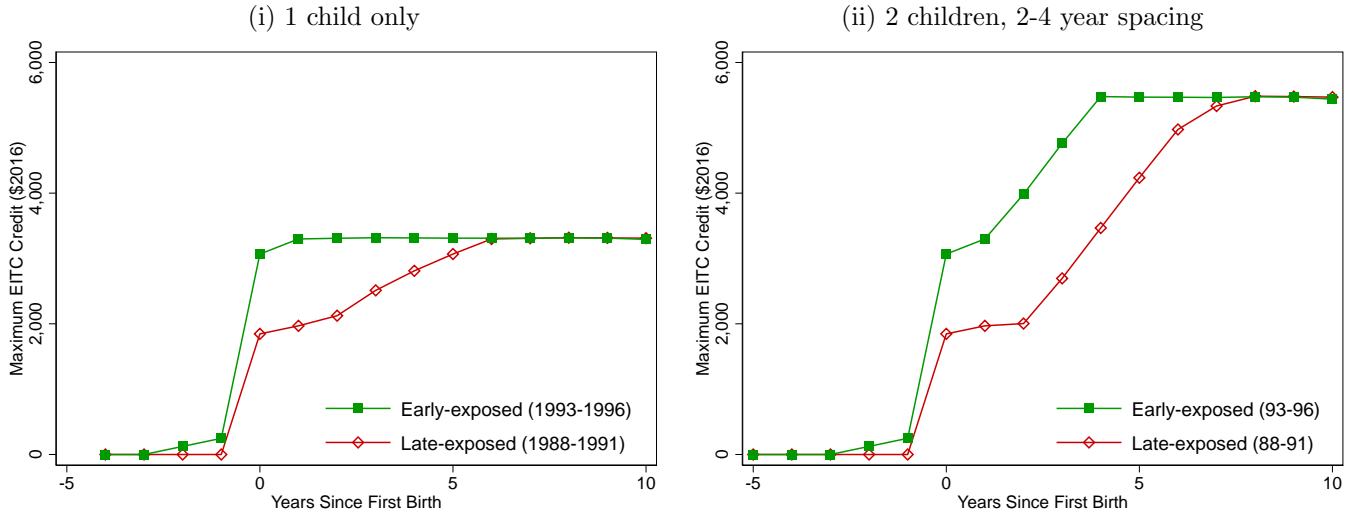 (i) 1 child only
Maximum EITC Credit ($2016)
6,000
4,000
2,000
0
Early-exposed (1993-1996)
Late-exposed (1988-1991)
-5 0 5 10
Years Since First Birth
(ii) 2 children, 2-4 year spacing
Maximum EITC Credit ($2016)
6,000
4,000
2,000
0
Early-exposed (93-96)
Late-exposed (88-91)
-5 0 5 10
Years Since First Birth